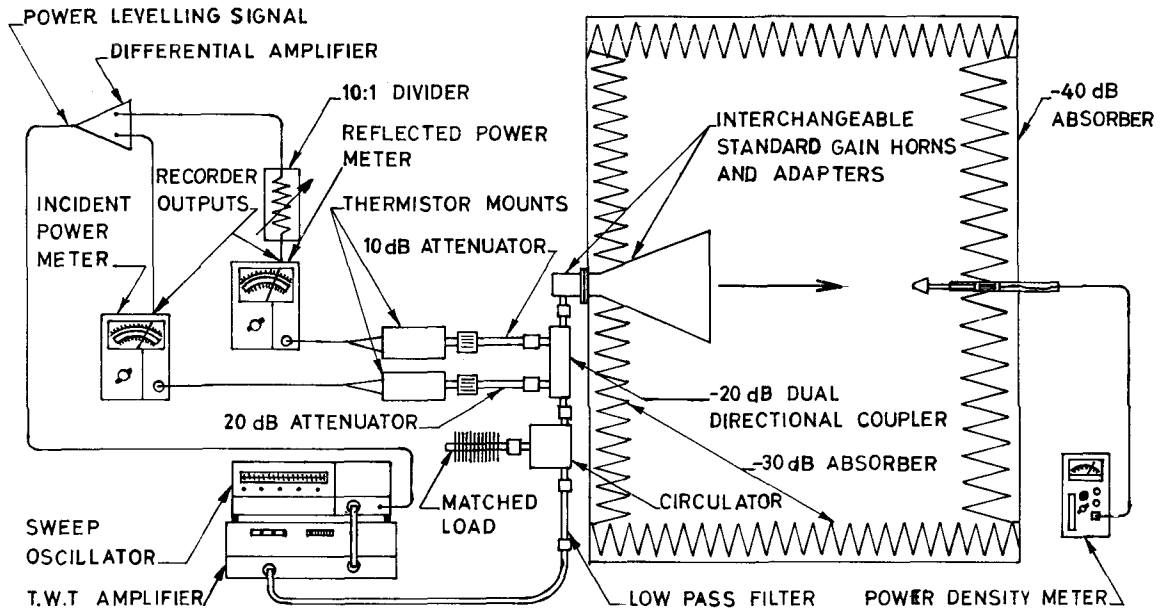 POWER LEVELLING SIGNAL
DIFFERENTIAL AMPLIFIER
10:1 DIVIDER
REFLECTED POWER
METER
RECORDER
OUTPUTS
INCIDENT
POWER
METER
THERMISTOR MOUNTS
10dB ATTENUATOR
20 dB ATTENUATOR
INTERCHANGEABLE
STANDARD GAIN HORNS
AND ADAPTERS
-40 dB
ABSORBER
-20 dB DUAL
DIRECTIONAL COUPLER
-30 dB ABSORBER
CIRCULATOR
MATCHED
LOAD
SWEEP
OSCILLATOR
T.W.T AMPLIFIER
LOW PASS FILTER
POWER DENSITY METER